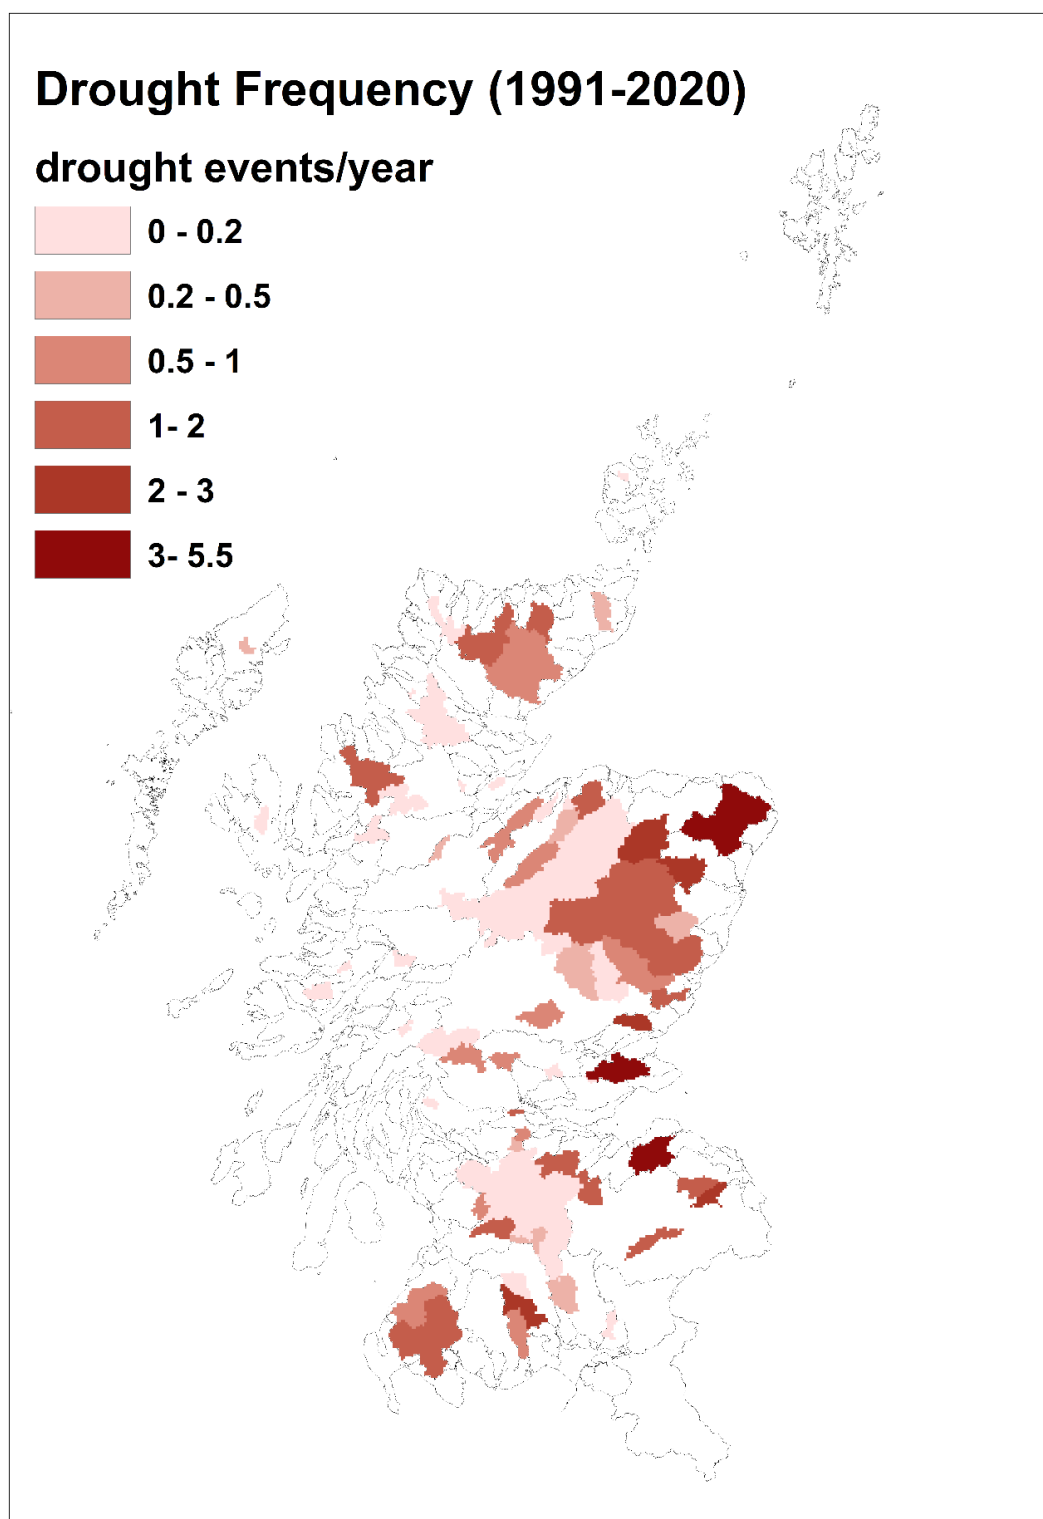 Drought Frequency (1991-2020)
drought events/year
0 - 0.2
0.2 - 0.5
0.5 - 1
1- 2
2 - 3
3- 5.5